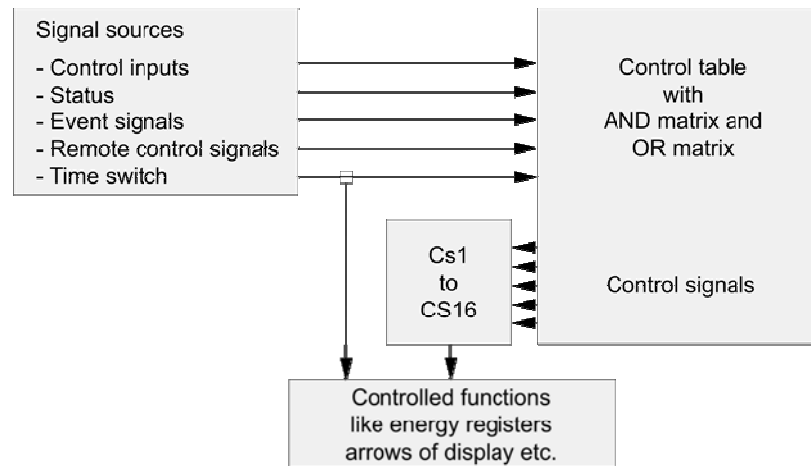 Signal sources
- Control inputs
- Status
- Event signals
- Remote control signals
- Time switch
Control table
with
AND matrix and
OR matrix
Cs1
to
CS16
Control signals
Controlled functions
like energy registers
arrows of display etc.